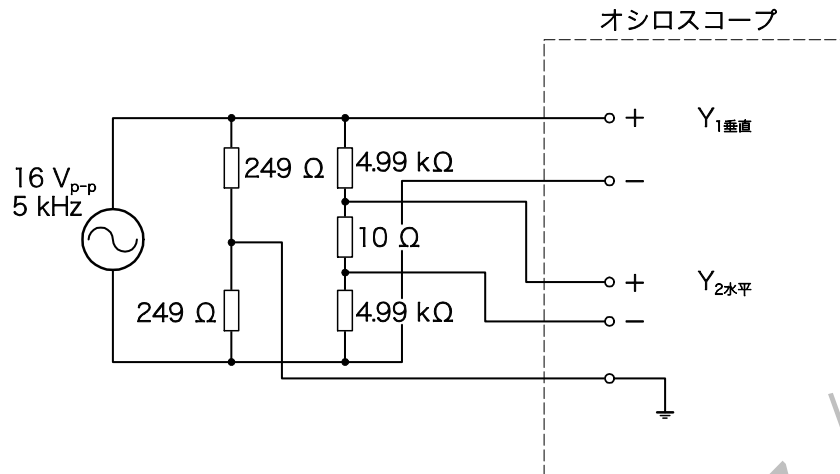 オシロスコープ
+ Y1垂直
249 Ω 4.99 kΩ
16 Vp-p
5 kHz
−
10 Ω
+ Y2水平
249 Ω 4.99 kΩ
−